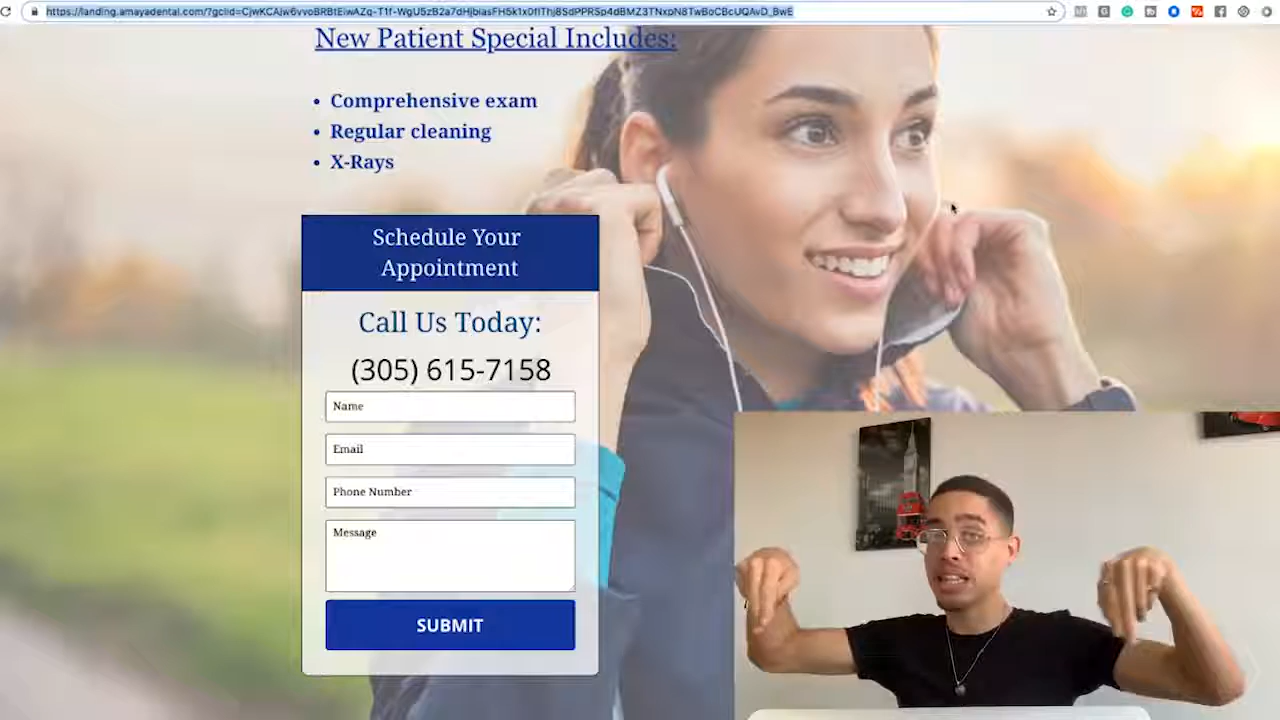 New Patient Special Includes:
• Comprehensive exam
• Regular cleaning
• X-Rays
Schedule Your
Appointment
Call Us Today:
(305) 615-7158
Name
Email
Phone Number
Message
SUBMIT